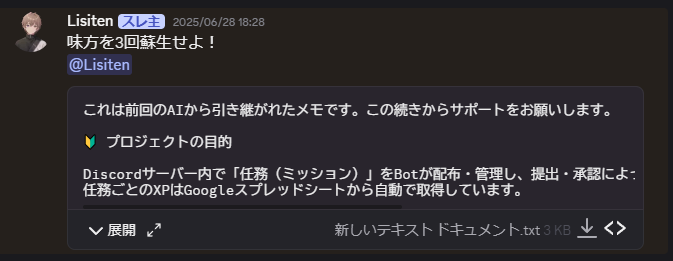 Lisiten スレ主 2025/06/28 18:28
味方を3回蘇生せよ！
@Lisiten
これは前回のAIから引き継がれたメモです。この続きからサポートをお願いします。
🔰 プロジェクトの目的
Discordサーバー内で「任務（ミッション）」をBotが配布・管理し、提出・承認によっ
任務ごとのXPはGoogleスプレッドシートから自動で取得しています。
展開 新しいテキスト ドキュメント.txt 3 KB